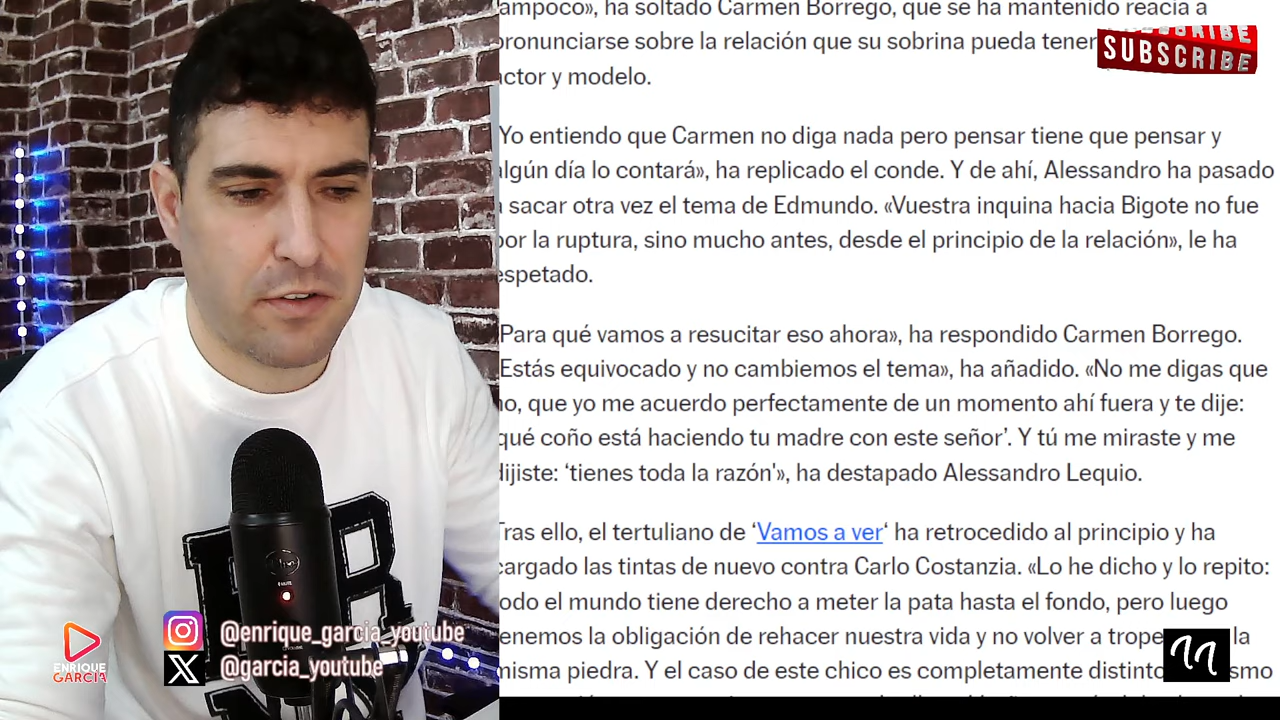 ampoco», ha soltado Carmen Borrego, que se ha mantenido reacia a
pronunciarse sobre la relación que su sobrina pueda tener
actor y modelo.
Yo entiendo que Carmen no diga nada pero pensar tiene que pensar y
algún día lo contará», ha replicado el conde. Y de ahí, Alessandro ha pasado
a sacar otra vez el tema de Edmundo. «Vuestra inquina hacia Bigote no fue
por la ruptura, sino mucho antes, desde el principio de la relación», le ha
espetado.
Para qué vamos a resucitar eso ahora», ha respondido Carmen Borrego.
Estás equivocado y no cambiemos el tema», ha añadido. «No me digas que
no, que yo me acuerdo perfectamente de un momento ahí fuera y te dije:
qué coño está haciendo tu madre con este señor’. Y tú me miraste y me
dijiste: ‘tienes toda la razón'», ha destapado Alessandro Lequio.
Tras ello, el tertuliano de ‘Vamos a ver‘ ha retrocedido al principio y ha
cargado las tintas de nuevo contra Carlo Costanzia. «Lo he dicho y lo repito:
todo el mundo tiene derecho a meter la pata hasta el fondo, pero luego
tenemos la obligación de rehacer nuestra vida y no volver a trope la
misma piedra. Y el caso de este chico es completamente distinto smo
SUBSCRIBE
SUBSCRIBE
@enrique_garcia_youtube
@garcia_youtube
ENRIQUE
GARCIA